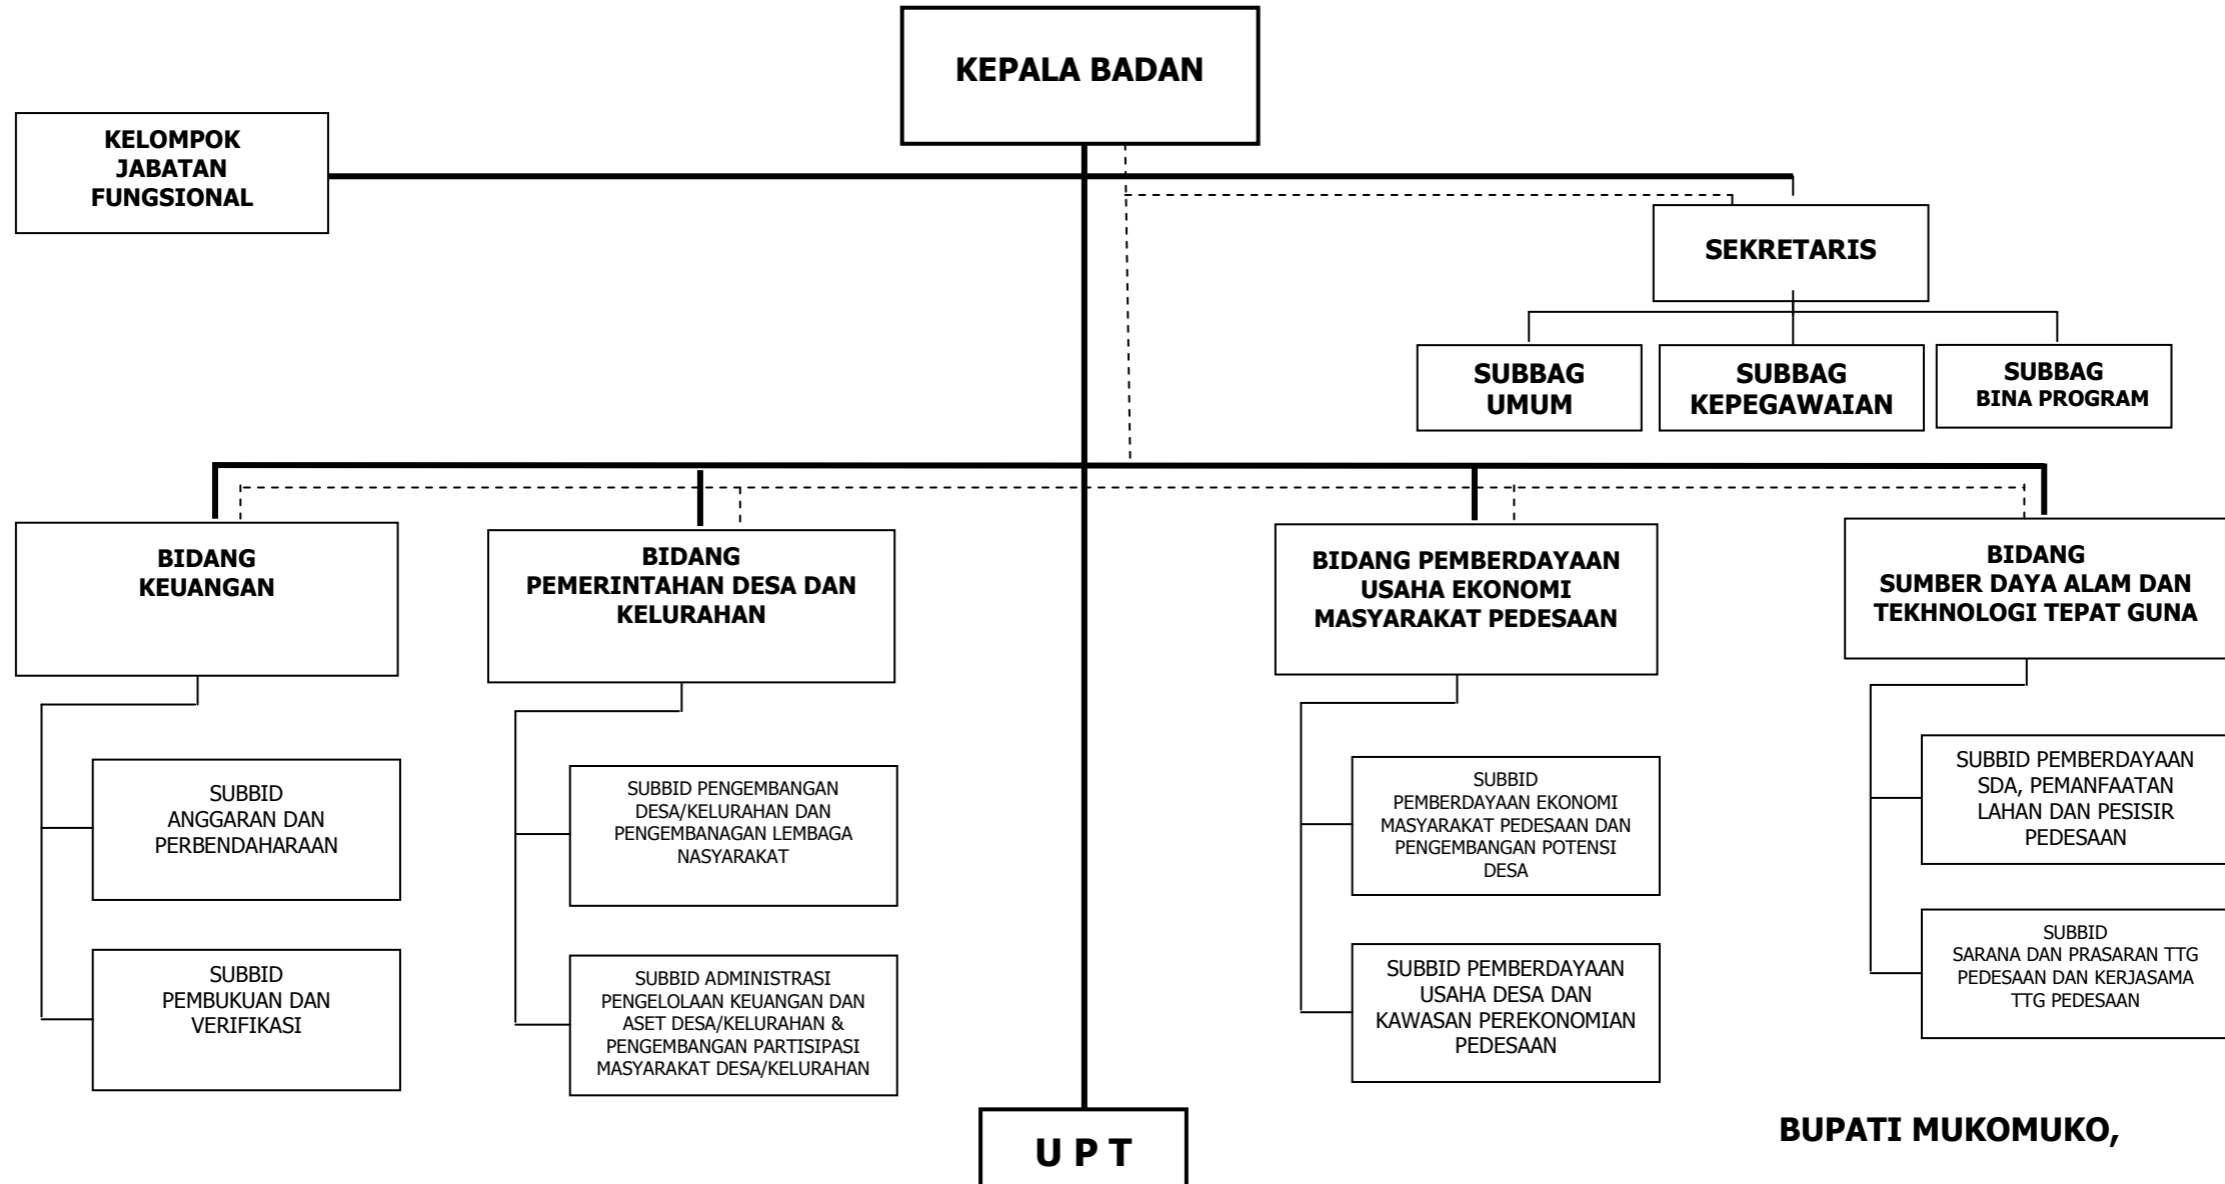 KEPALA BADAN
KELOMPOK
JABATAN
FUNGSIONAL
SEKRETARIS
SUBBAG
UMUM
SUBBAG
KEPEGAWAIAN
SUBBAG
BINA PROGRAM
BIDANG
KEUANGAN
BIDANG
PEMERINTAHAN DESA DAN
KELURAHAN
BIDANG PEMBERDAYAAN
USAHA EKONOMI
MASYARAKAT PEDESAAN
BIDANG
SUMBER DAYA ALAM DAN
TEKHNOLOGI TEPAT GUNA
SUBBID
ANGGARAN DAN
PERBENDAHARAAN
SUBBID PENGEMBANGAN
DESA/KELURAHAN DAN
PENGEMBANAGAN LEMBAGA
NASYARAKAT
SUBBID
PEMBERDAYAAN EKONOMI
MASYARAKAT PEDESAAN DAN
PENGEMBANGAN POTENSI
DESA
SUBBID PEMBERDAYAAN
SDA, PEMANFAATAN
LAHAN DAN PESISIR
PEDESAAN
SUBBID
PEMBUKUAN DAN
VERIFIKASI
SUBBID ADMINISTRASI
PENGELOLAAN KEUANGAN DAN
ASET DESA/KELURAHAN &
PENGEMBANGAN PARTISIPASI
MASYARAKAT DESA/KELURAHAN
SUBBID PEMBERDAYAAN
USAHA DESA DAN
KAWASAN PEREKONOMIAN
PEDESAAN
SUBBID
SARANA DAN PRASARAN TTG
PEDESAAN DAN KERJASAMA
TTG PEDESAAN
U P T
BUPATI MUKOMUKO,